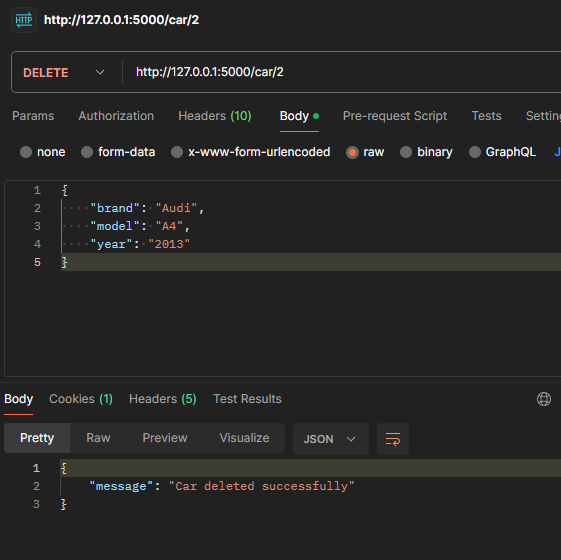 HTTP http://127.0.0.1:5000/car/2
DELETE http://127.0.0.1:5000/car/2
Params Authorization Headers (10) Body Pre-request Script Tests Settin
none form-data x-www-form-urlencoded raw binary GraphQL J
1 {
2 "brand": "Audi",
3 "model": "A4",
4 "year": "2013"
5 }
Body Cookies (1) Headers (5) Test Results
Pretty Raw Preview Visualize JSON
1 {
2 "message": "Car deleted successfully"
3 }